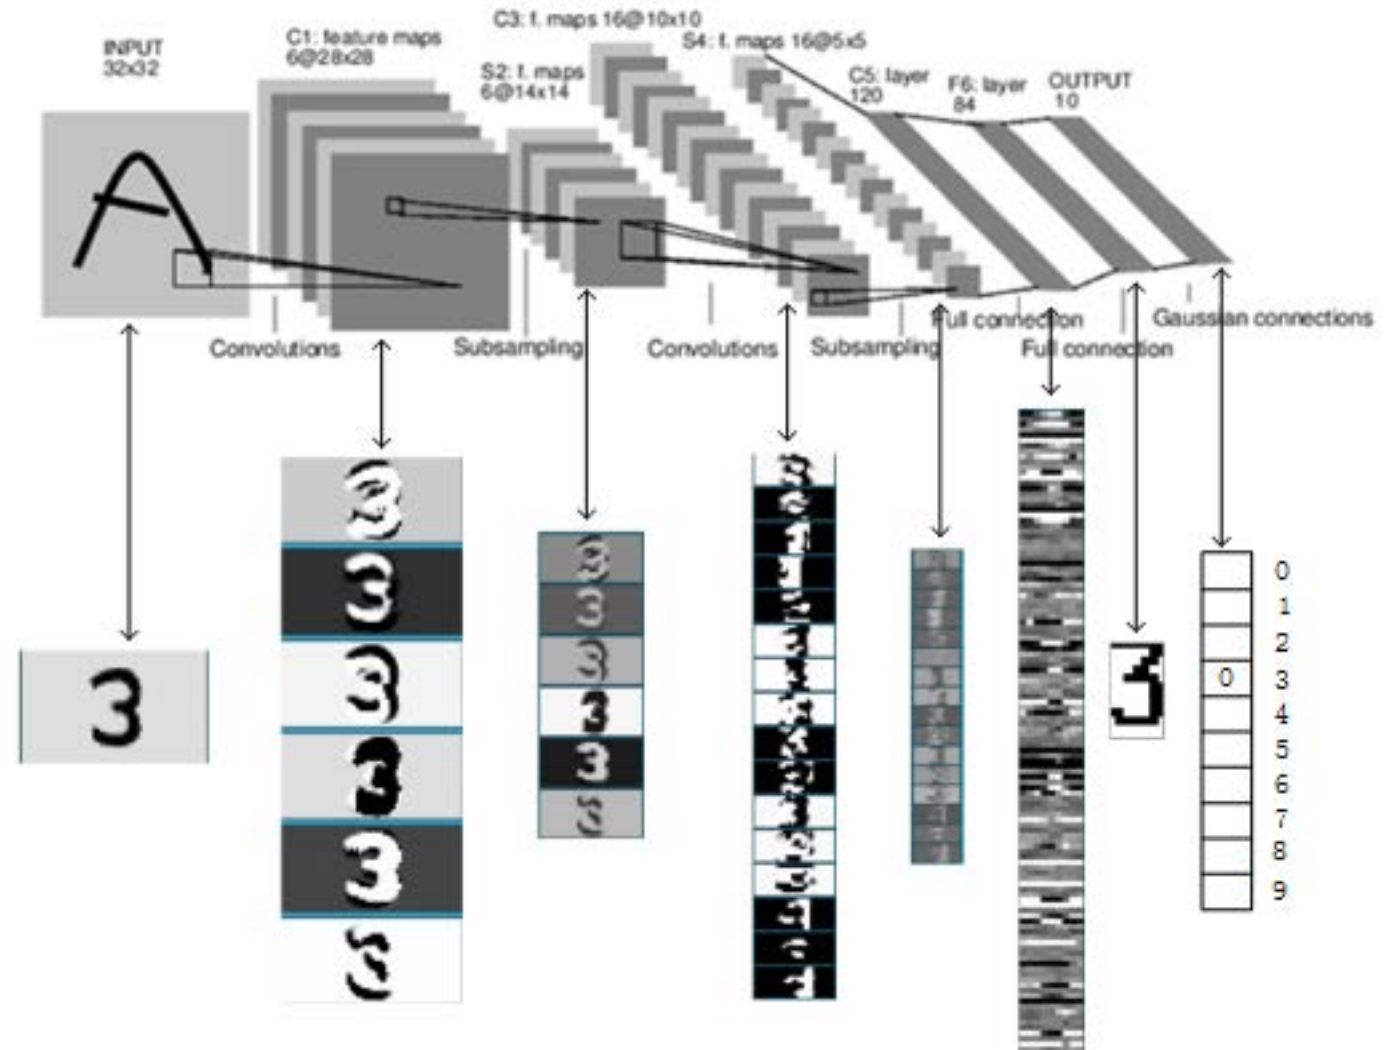 INPUT
32x32
C1: feature maps
6@28x28
S2: f. maps
6@14x14
C3: f. maps 16@10x10
S4: f. maps 16@5x5
C5: layer
120
F6: layer
84
OUTPUT
10
Convolutions
Subsampling
Convolutions
Subsampling
Full connection
Full connection
Gaussian connections
A
3
3
0
0
1
2
3
4
5
6
7
8
9